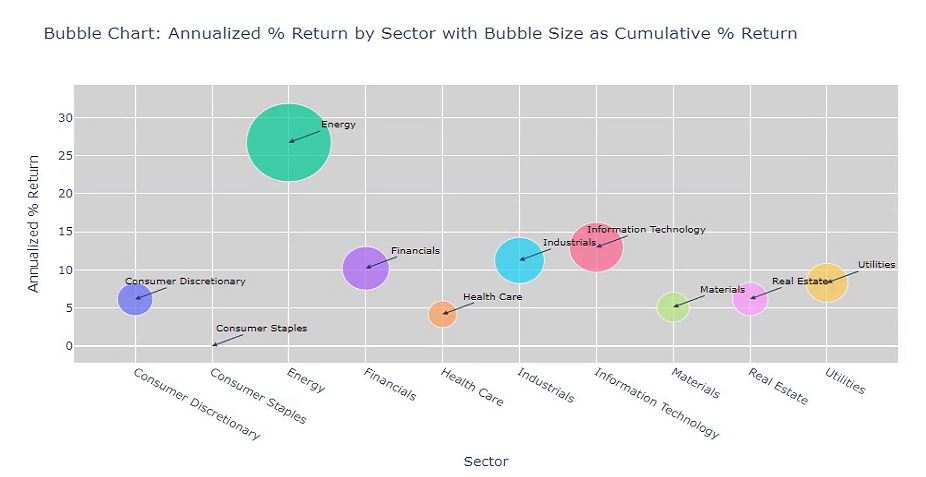 Bubble Chart: Annualized % Return by Sector with Bubble Size as Cumulative % Return
Annualized % Return
30
25
20
15
10
5
0
Energy
Information Technology
Industrials
Financials
Utilities
Consumer Discretionary
Real Estate
Materials
Health Care
Consumer Staples
Consumer Discretionary
Consumer Staples
Energy
Financials
Health Care
Industrials
Information Technology
Materials
Real Estate
Utilities
Sector